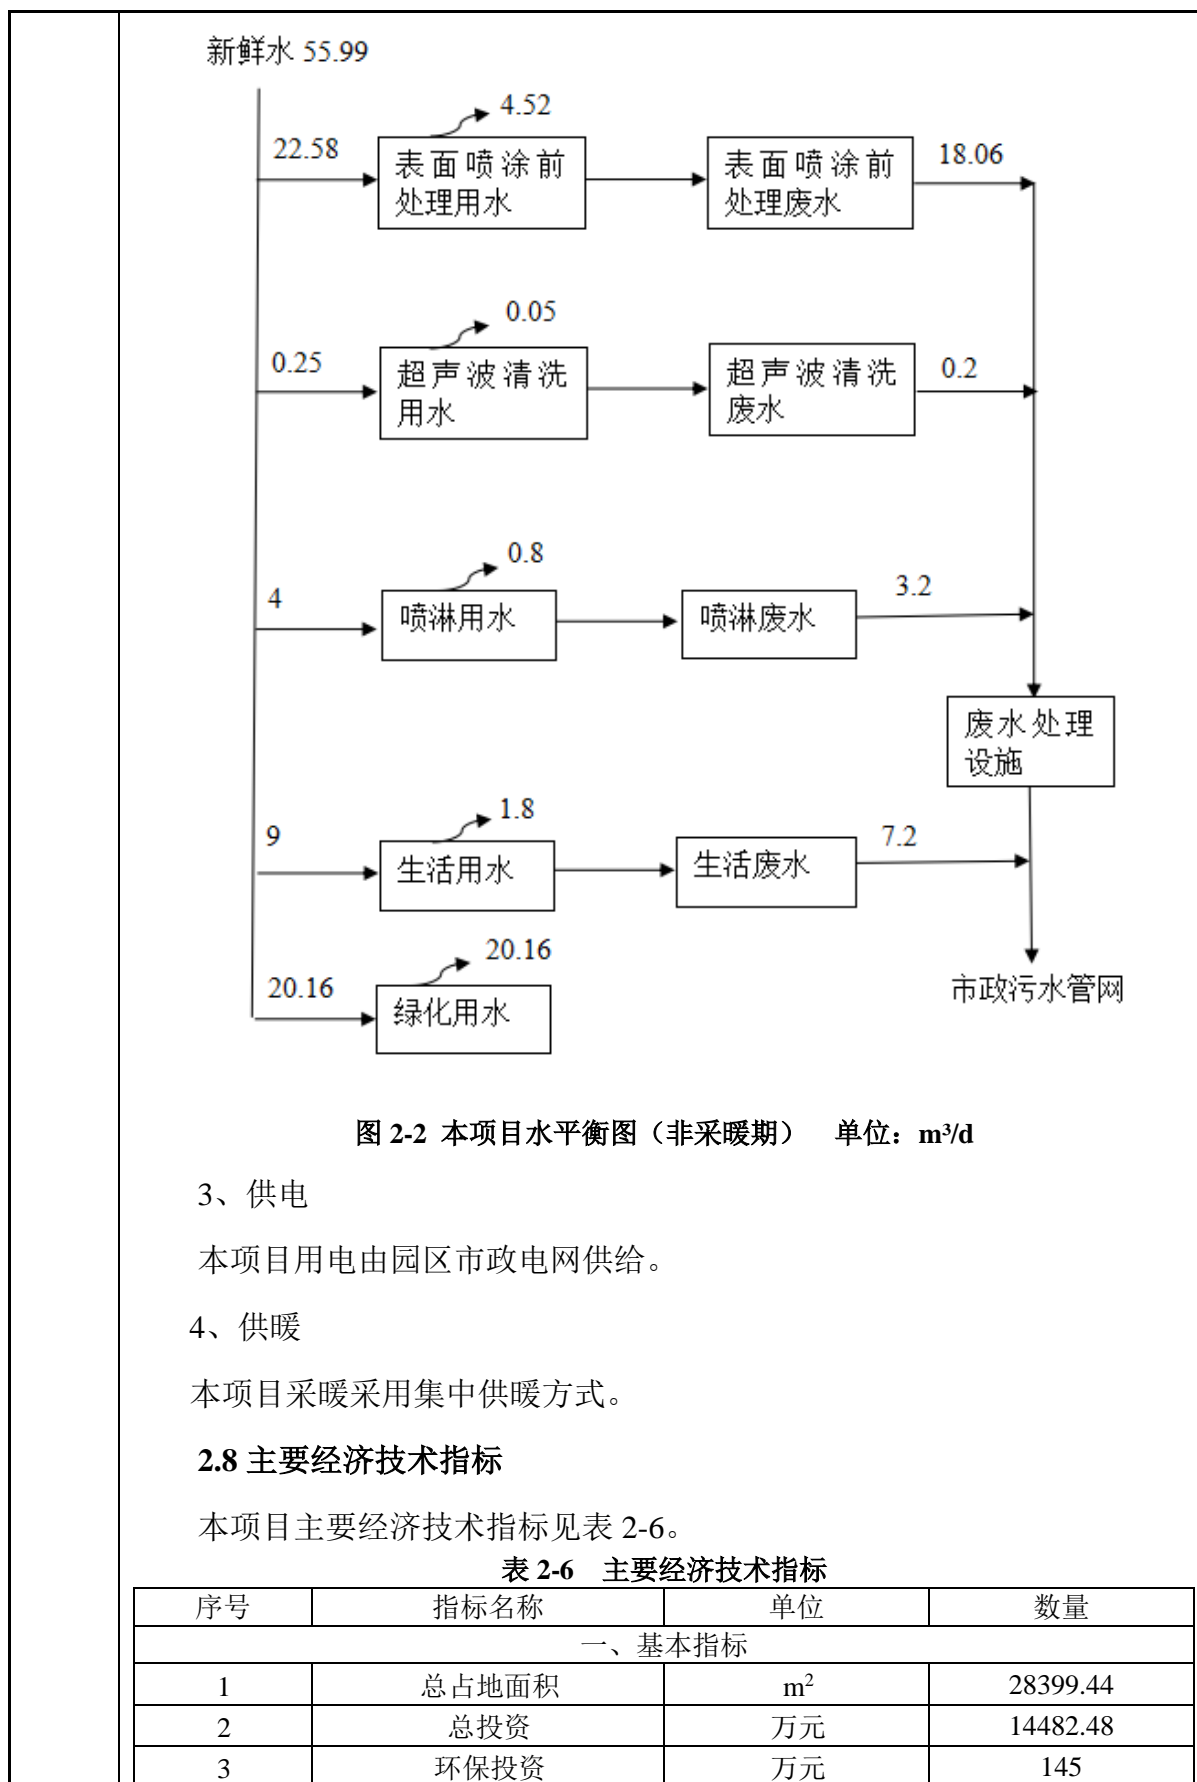 新鲜水 55.99
4.52
22.58
表面喷涂前
处理用水
表面喷涂前
处理废水
18.06
0.05
0.25
超声波清洗
用水
超声波清洗
废水
0.2
0.8
4
喷淋用水
喷淋废水
3.2
废水处理
设施
1.8
9
生活用水
生活废水
7.2
20.16
20.16
绿化用水
市政污水管网
图 2-2 本项目水平衡图（非采暖期） 单位：m³/d
3、供电
本项目用电由园区市政电网供给。
4、供暖
本项目采暖采用集中供暖方式。
2.8 主要经济技术指标
本项目主要经济技术指标见表 2-6。
表 2-6 主要经济技术指标
序号 指标名称 单位 数量
一、基本指标
1 总占地面积 m² 28399.44
2 总投资 万元 14482.48
3 环保投资 万元 145